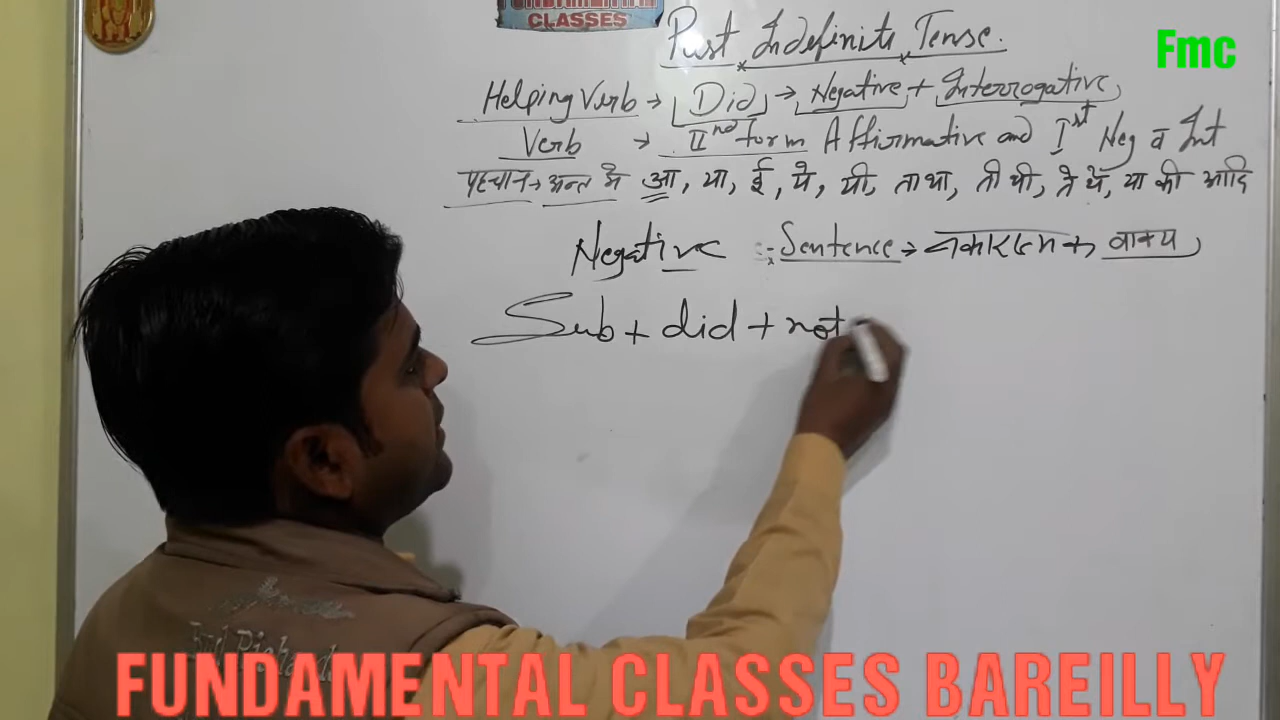 FUNDAMENTAL
CLASSES
Past Indefinite Tense.
Fmc
Helping Verb → Did → Negative + Interrogative
Verb → IInd form Affirmative and Ist Neg व Int
पहचान → अन्त मे आ, या, ई, ये, यी, ता था, ती थी, ते थे, या की आदि
Negative :- Sentence → नकारात्मक वाक्य
Sub + did + not
FUNDAMENTAL CLASSES BAREILLY